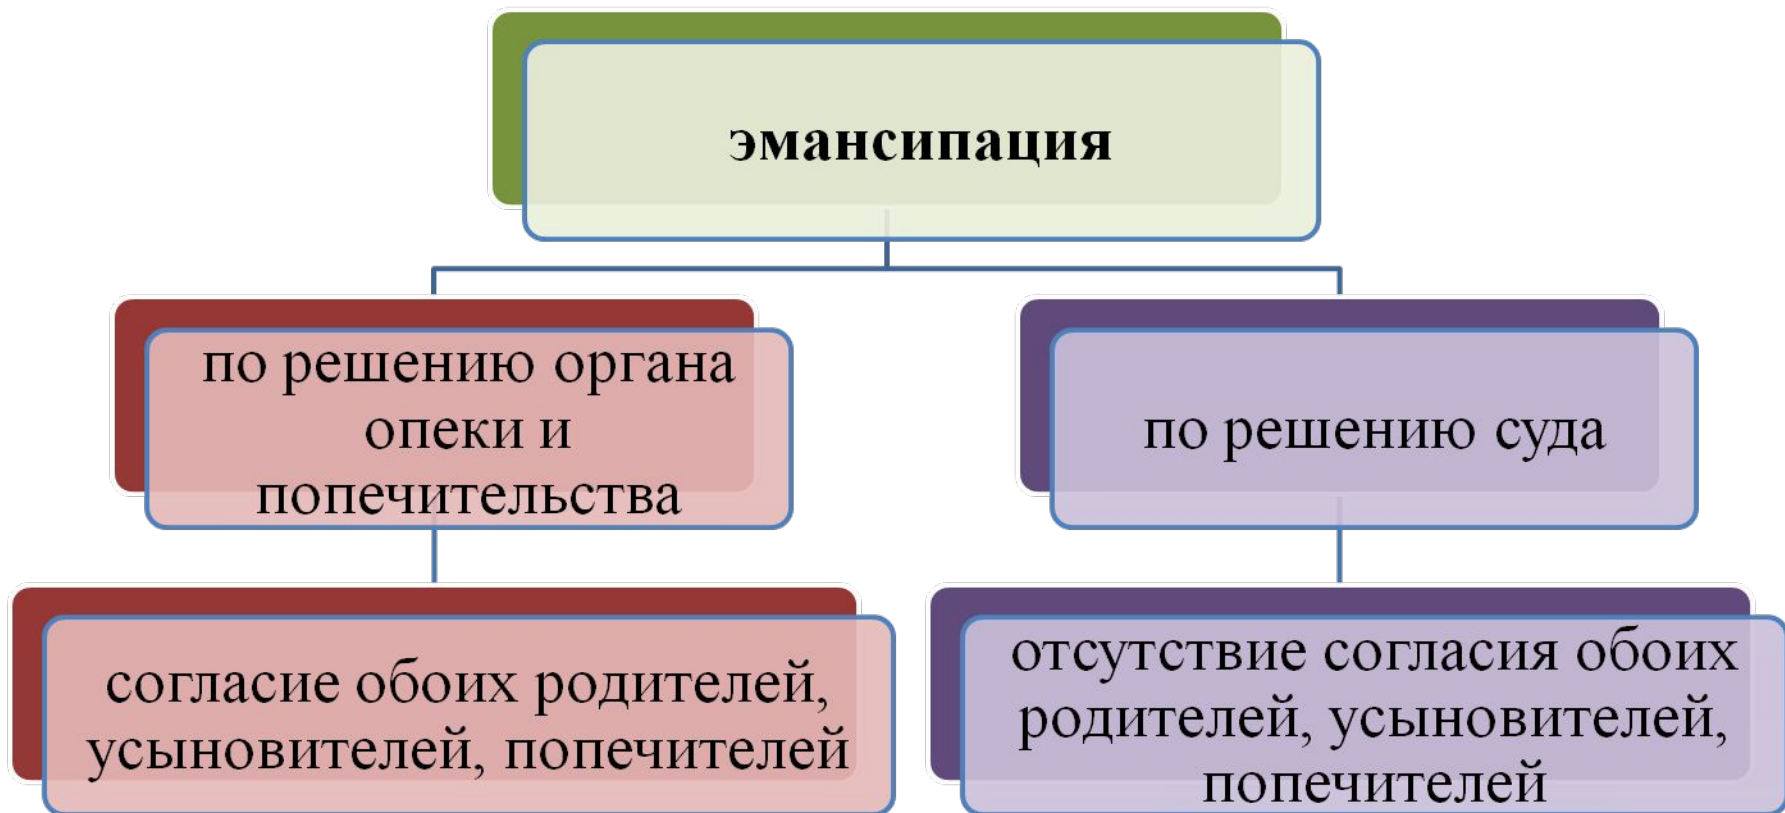 эмансипация
по решению органа
опеки и
попечительства
по решению суда
согласие обоих родителей,
усыновителей, попечителей
отсутствие согласия обоих
родителей, усыновителей,
попечителей